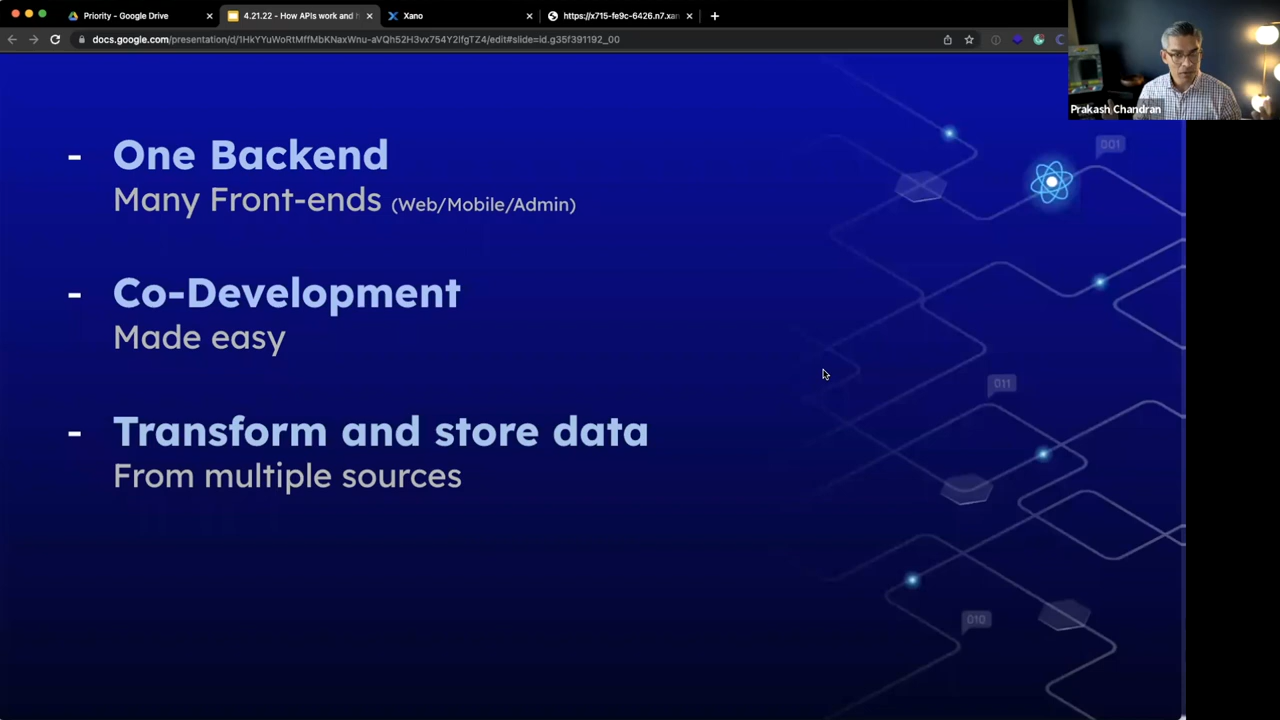 Priority - Google Drive
4.21.22 - How APIs work and h
Xano
https://x715-fe9c-6426.n7.xan
docs.google.com/presentation/d/1HkYYuWoRtMffMbKNaxWnu-aVQh52H3vx754Y2lfgTZ4/edit#slide=id.g35f391192_00
Prakash Chandran
- One Backend
Many Front-ends (Web/Mobile/Admin)
001
- Co-Development
Made easy
011
- Transform and store data
From multiple sources
010